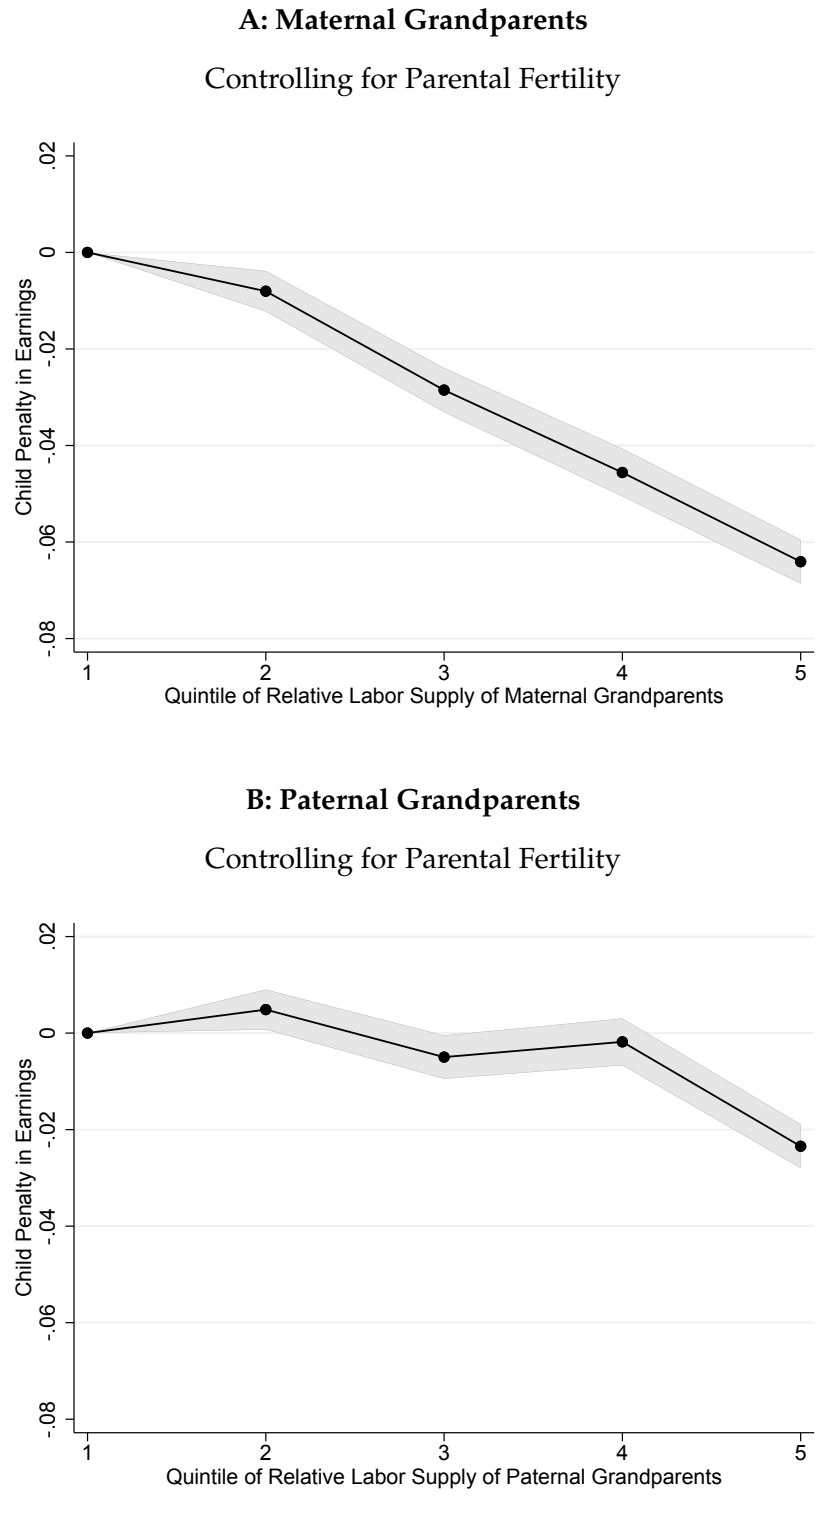 A: Maternal Grandparents
Controlling for Parental Fertility
.02
0
-.02
-.04
-.06
-.08
Child Penalty in Earnings
1 2 3 4 5
Quintile of Relative Labor Supply of Maternal Grandparents
B: Paternal Grandparents
Controlling for Parental Fertility
.02
0
-.02
-.04
-.06
-.08
Child Penalty in Earnings
1 2 3 4 5
Quintile of Relative Labor Supply of Paternal Grandparents